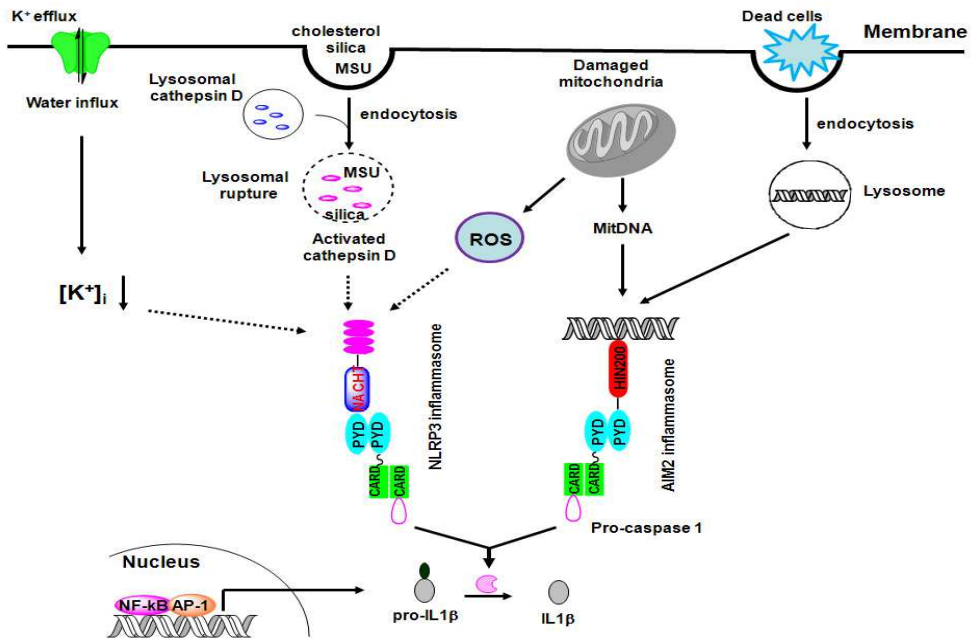 K+ efflux
cholesterol
silica
MSU
Dead cells
Membrane
Water influx
Lysosomal
cathepsin D
endocytosis
Damaged
mitochondria
endocytosis
Lysosomal
rupture
MSU
silica
Lysosome
Activated
cathepsin D
ROS
MitDNA
[K+]i
NACHT
PYD
PYD
CARD
CARD
NLRP3 inflammasome
HIN200
PYD
PYD
CARD
CARD
AIM2 inflammasome
Pro-caspase 1
Nucleus
NF-kB
AP-1
pro-IL1β
IL1β